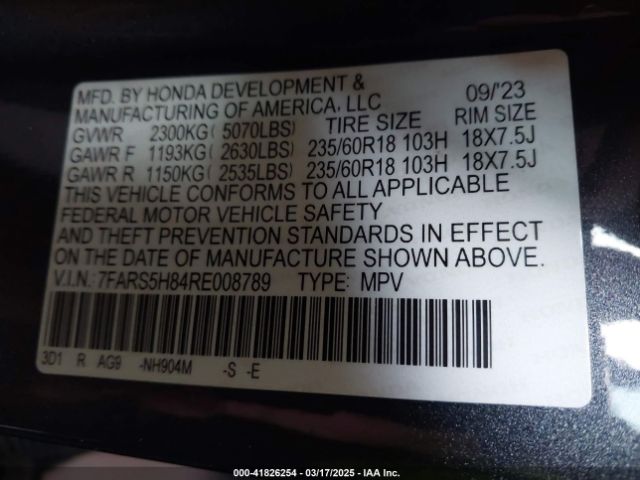 MFD. BY HONDA DEVELOPMENT & 09/'23
MANUFACTURING OF AMERICA, LLC
GVWR 2300KG( 5070LBS) TIRE SIZE RIM SIZE
GAWR F 1193KG( 2630LBS) 235/60R18 103H 18X7.5J
GAWR R 1150KG( 2535LBS) 235/60R18 103H 18X7.5J
THIS VEHICLE CONFORMS TO ALL APPLICABLE
FEDERAL MOTOR VEHICLE SAFETY
AND THEFT PREVENTION STANDARDS IN EFFECT
ON THE DATE OF MANUFACTURE SHOWN ABOVE.
V.I.N.: 7FARS5H84RE008789 TYPE: MPV
3D1 R AG9 -NH904M -S -E
000-41826254 - 03/17/2025 - IAA Inc.